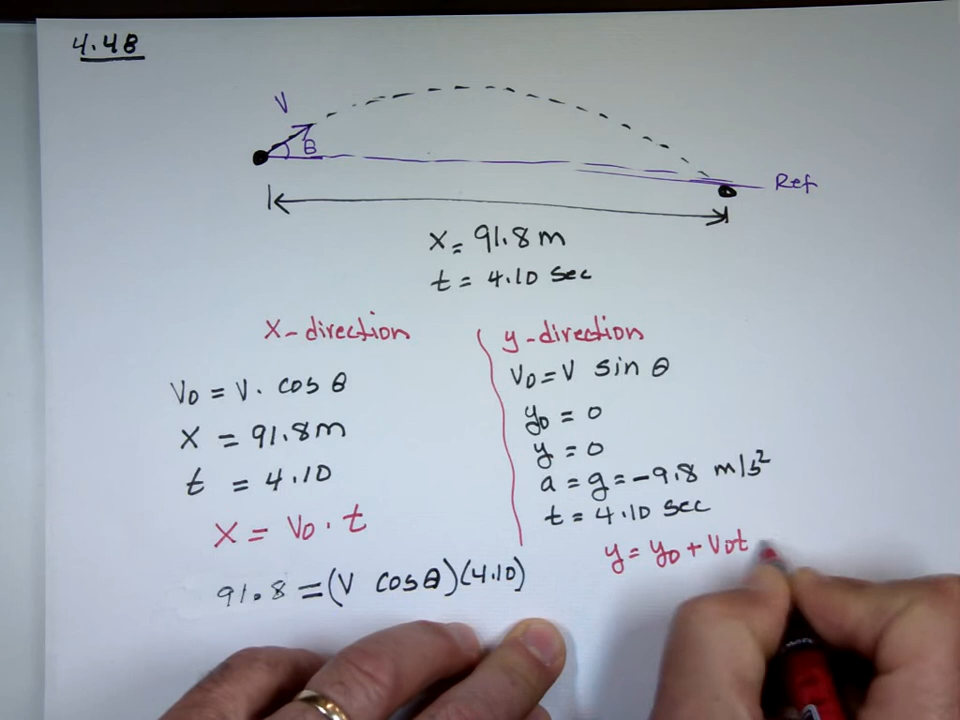 4.48
V
θ
Ref
x = 91.8 m
t = 4.10 sec
x-direction
V0 = V. cos θ
x = 91.8 m
t = 4.10
x = V0 . t
91.8 = (V cos θ)(4.10)
y-direction
V0 = V sin θ
y0 = 0
y = 0
a = g = -9.8 m/s²
t = 4.10 sec
y = y0 + V0t